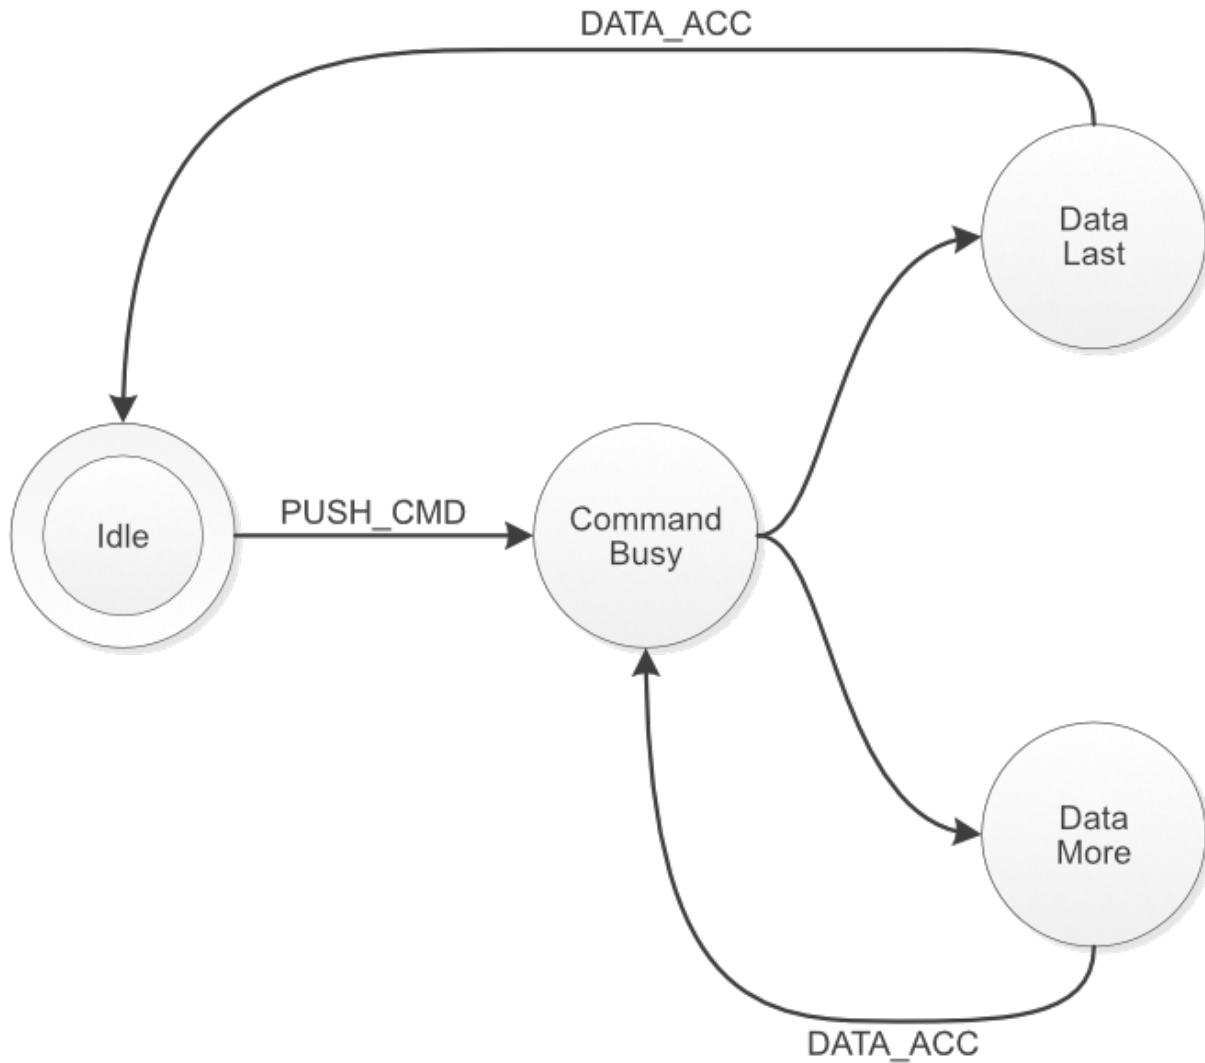 DATA_ACC
Data
Last
PUSH_CMD
Idle
Command
Busy
Data
More
DATA_ACC